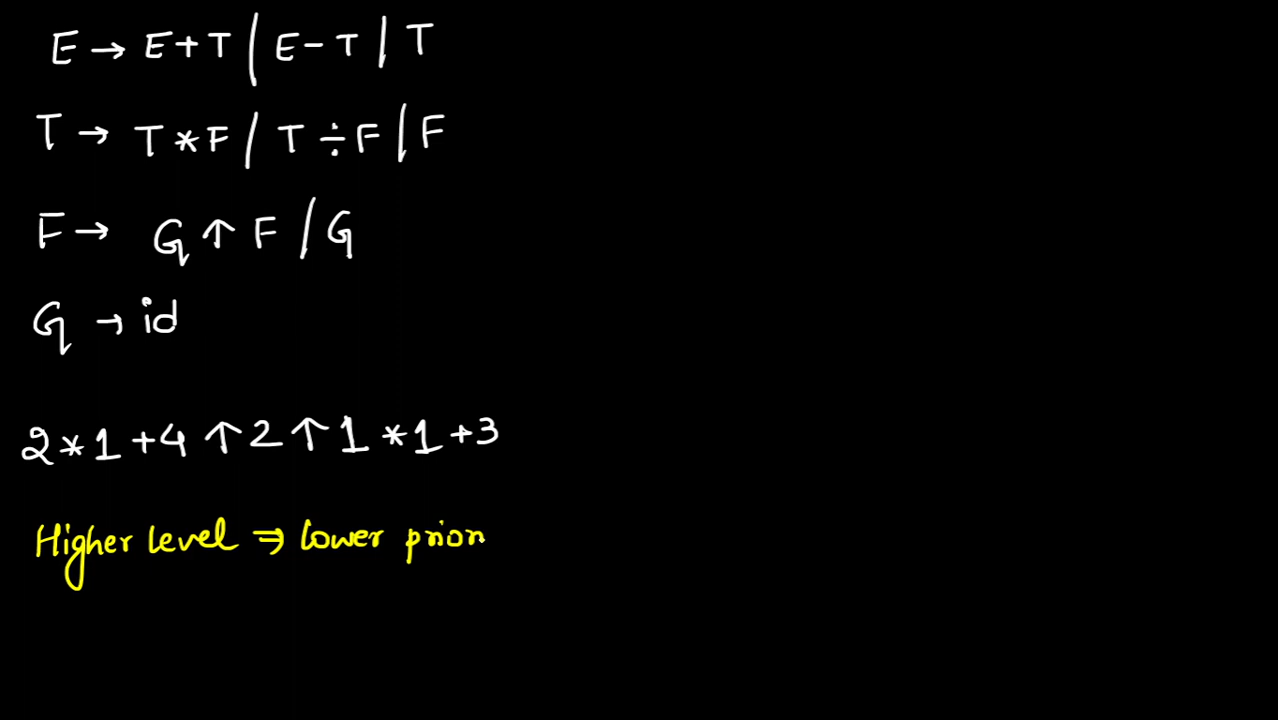 E → E + T | E - T | T
T → T * F / T ÷ F | F
F → G ↑ F / G
G → id
2 * 1 + 4 ↑ 2 ↑ 1 * 1 + 3
Higher level ⇒ lower prior